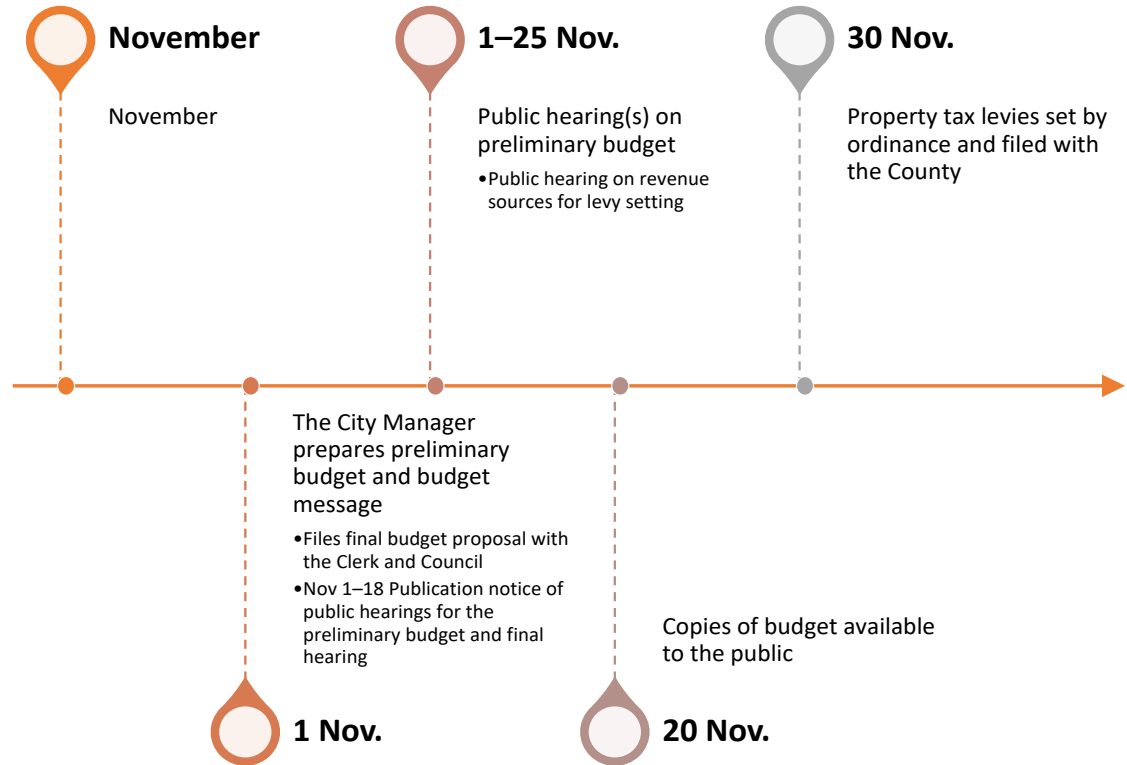 November
November
1–25 Nov.
Public hearing(s) on
preliminary budget
•Public hearing on revenue
sources for levy setting
30 Nov.
Property tax levies set by
ordinance and filed with
the County
The City Manager
prepares preliminary
budget and budget
message
•Files final budget proposal with
the Clerk and Council
•Nov 1–18 Publication notice of
public hearings for the
preliminary budget and final
hearing
1 Nov.
Copies of budget available
to the public
20 Nov.